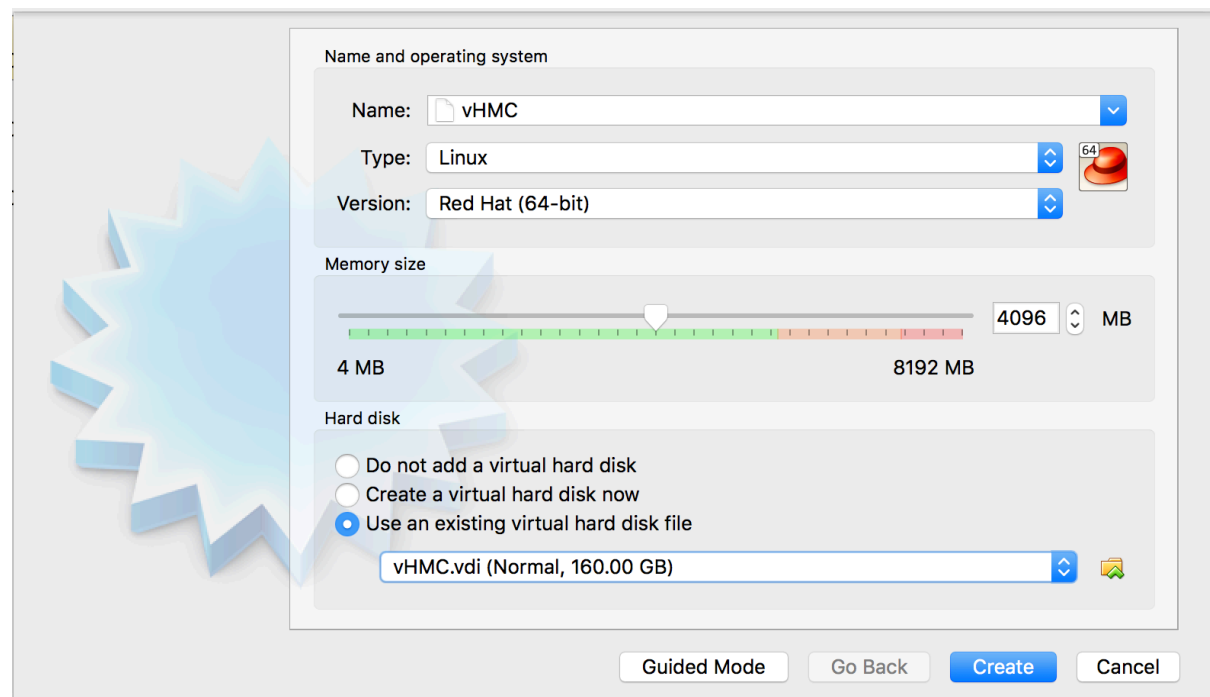 Name and operating system
Name: vHMC
Type: Linux
64
Version: Red Hat (64-bit)
Memory size
4096 MB
4 MB 8192 MB
Hard disk
Do not add a virtual hard disk
Create a virtual hard disk now
Use an existing virtual hard disk file
vHMC.vdi (Normal, 160.00 GB)
Guided Mode Go Back Create Cancel